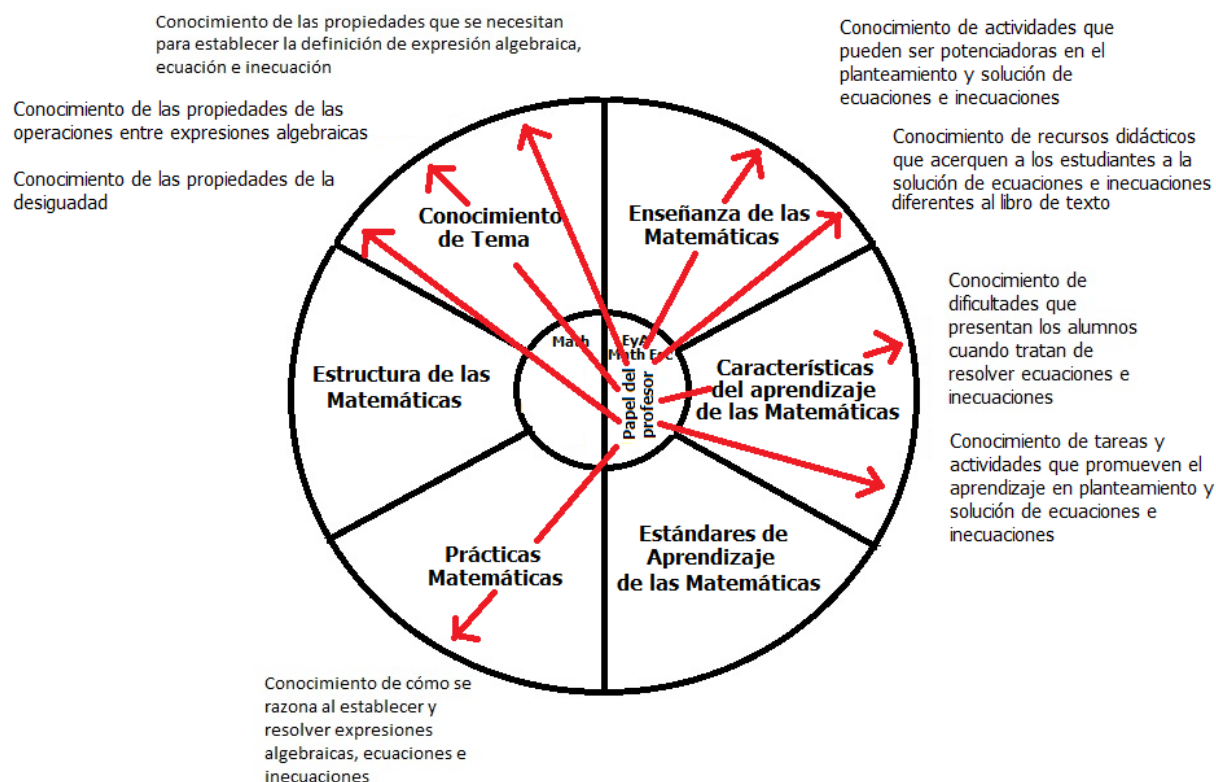 Conocimiento de las propiedades que se necesitan
para establecer la definición de expresión algebraica,
ecuación e inecuación
Conocimiento de las propiedades de las
operaciones entre expresiones algebraicas
Conocimiento de las propiedades de la
desiguadad
Conocimiento de actividades que
pueden ser potenciadoras en el
planteamiento y solución de
ecuaciones e inecuaciones
Conocimiento de recursos didácticos
que acerquen a los estudiantes a la
solución de ecuaciones e inecuaciones
diferentes al libro de texto
Conocimiento
de Tema
Enseñanza de las
Matemáticas
Math
EyA
Math Esc
Papel del
profesor
Estructura de las
Matemáticas
Características
del aprendizaje
de las Matemáticas
Conocimiento de
dificultades que
presentan los alumnos
cuando tratan de
resolver ecuaciones e
inecuaciones
Conocimiento de tareas y
actividades que promueven el
aprendizaje en planteamiento y
solución de ecuaciones e
inecuaciones
Prácticas
Matemáticas
Estándares de
Aprendizaje
de las Matemáticas
Conocimiento de cómo se
razona al establecer y
resolver expresiones
algebraicas, ecuaciones e
inecuaciones